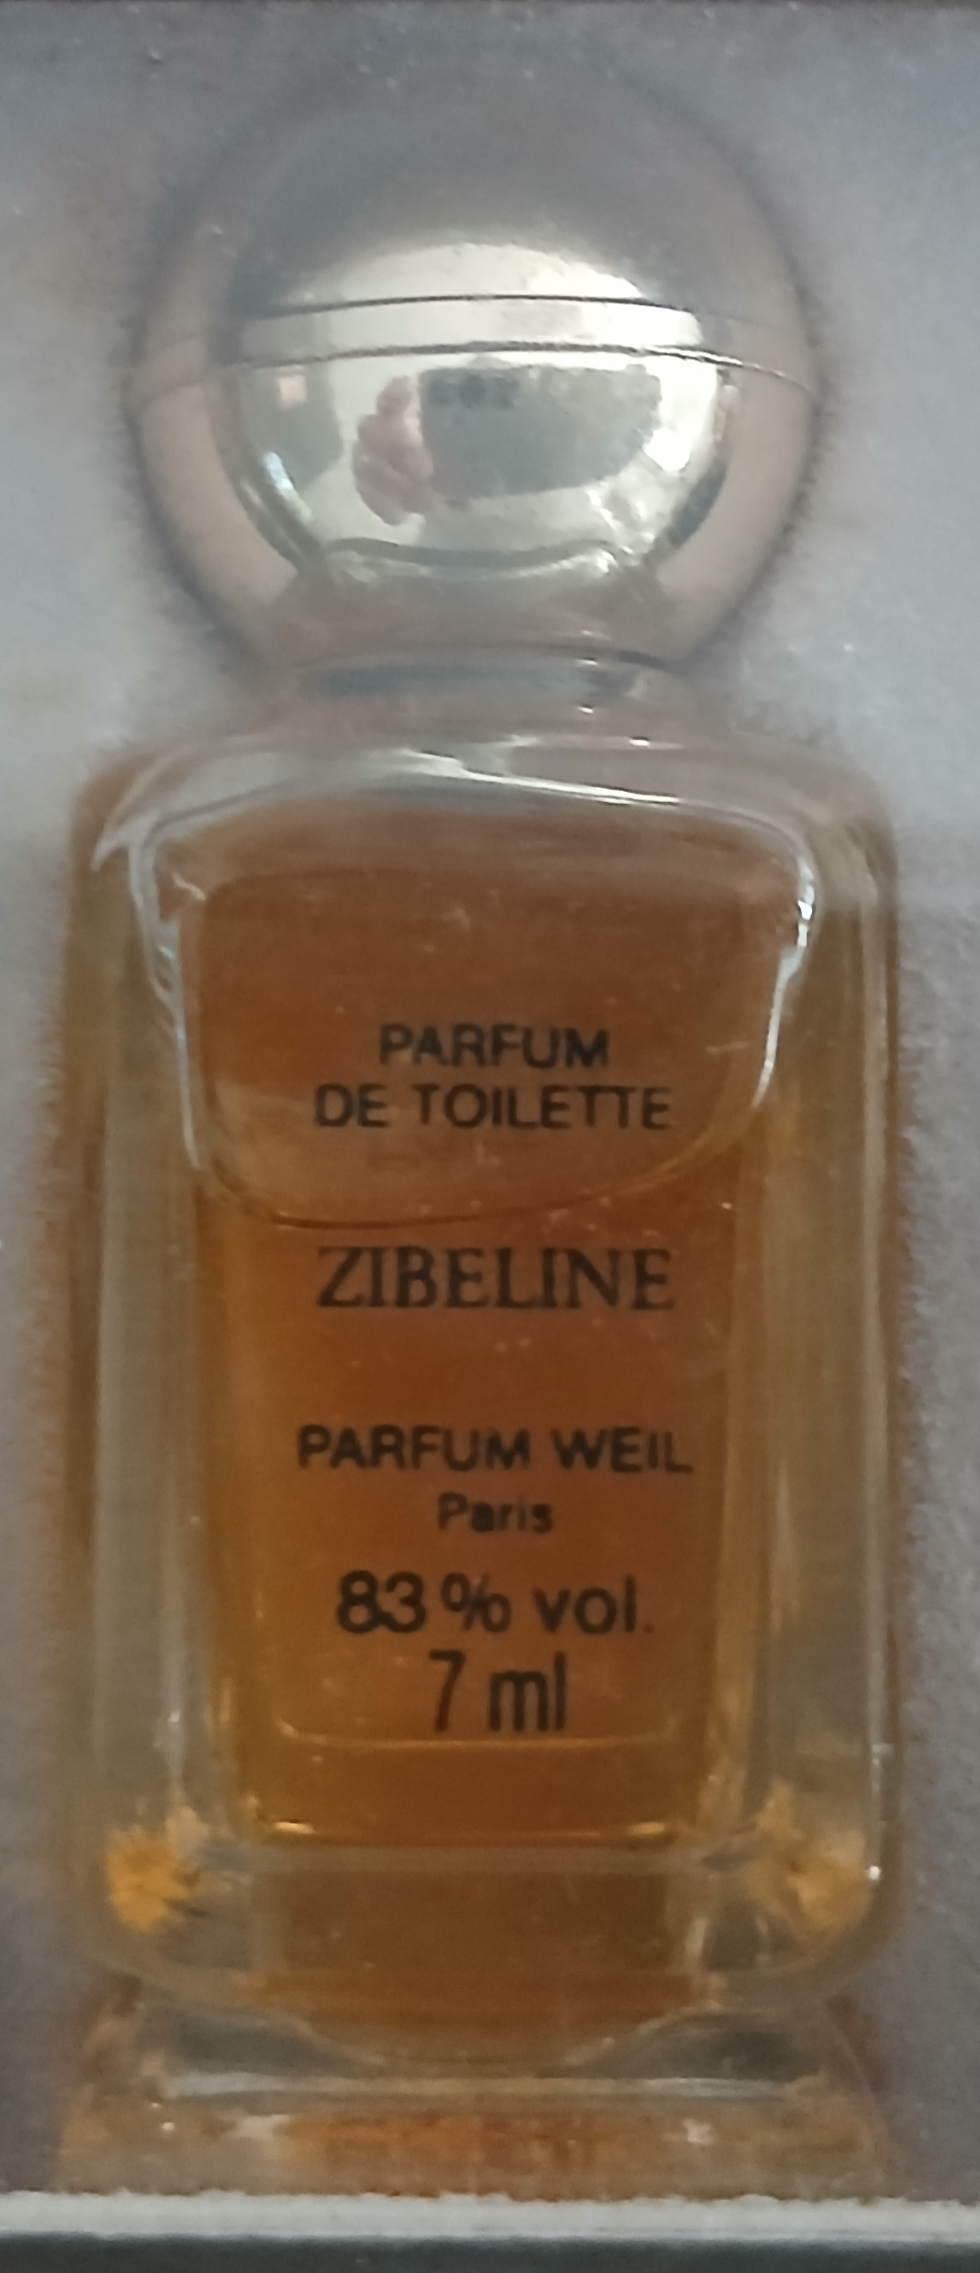 PARFUM
DE TOILETTE
ZIBELINE
PARFUM WEIL
Paris
83% vol.
7 ml